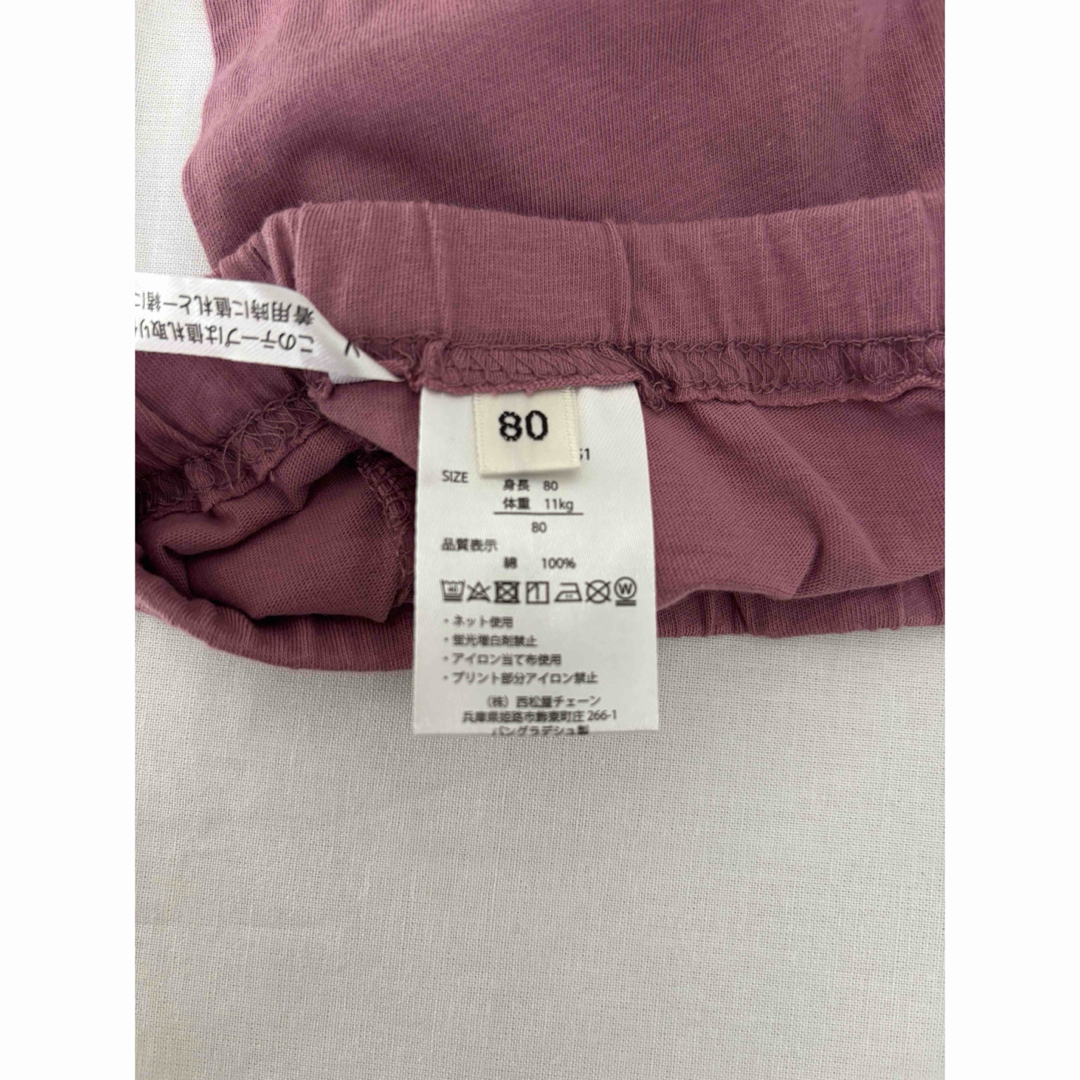 このテープは値札取り
着用時に値札と一緒に
80
51
SIZE
身長 80
体重 11kg
80
品質表示
綿 100%
・ネット使用
・蛍光増白剤禁止
・アイロン当て布使用
・プリント部分アイロン禁止
(株) 西松屋チェーン
兵庫県姫路市飾東町庄 266-1
バングラデシュ製